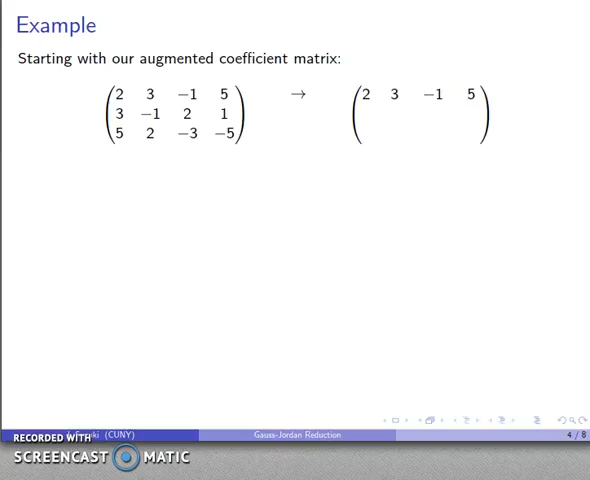 Example
Starting with our augmented coefficient matrix:
2 3 −1 5 → 2 3 −1 5
3 −1 2 1
5 2 −3 −5
(CUNY) Gauss-Jordan Reduction 4 / 8
RECORDED WITH
SCREENCAST MATIC